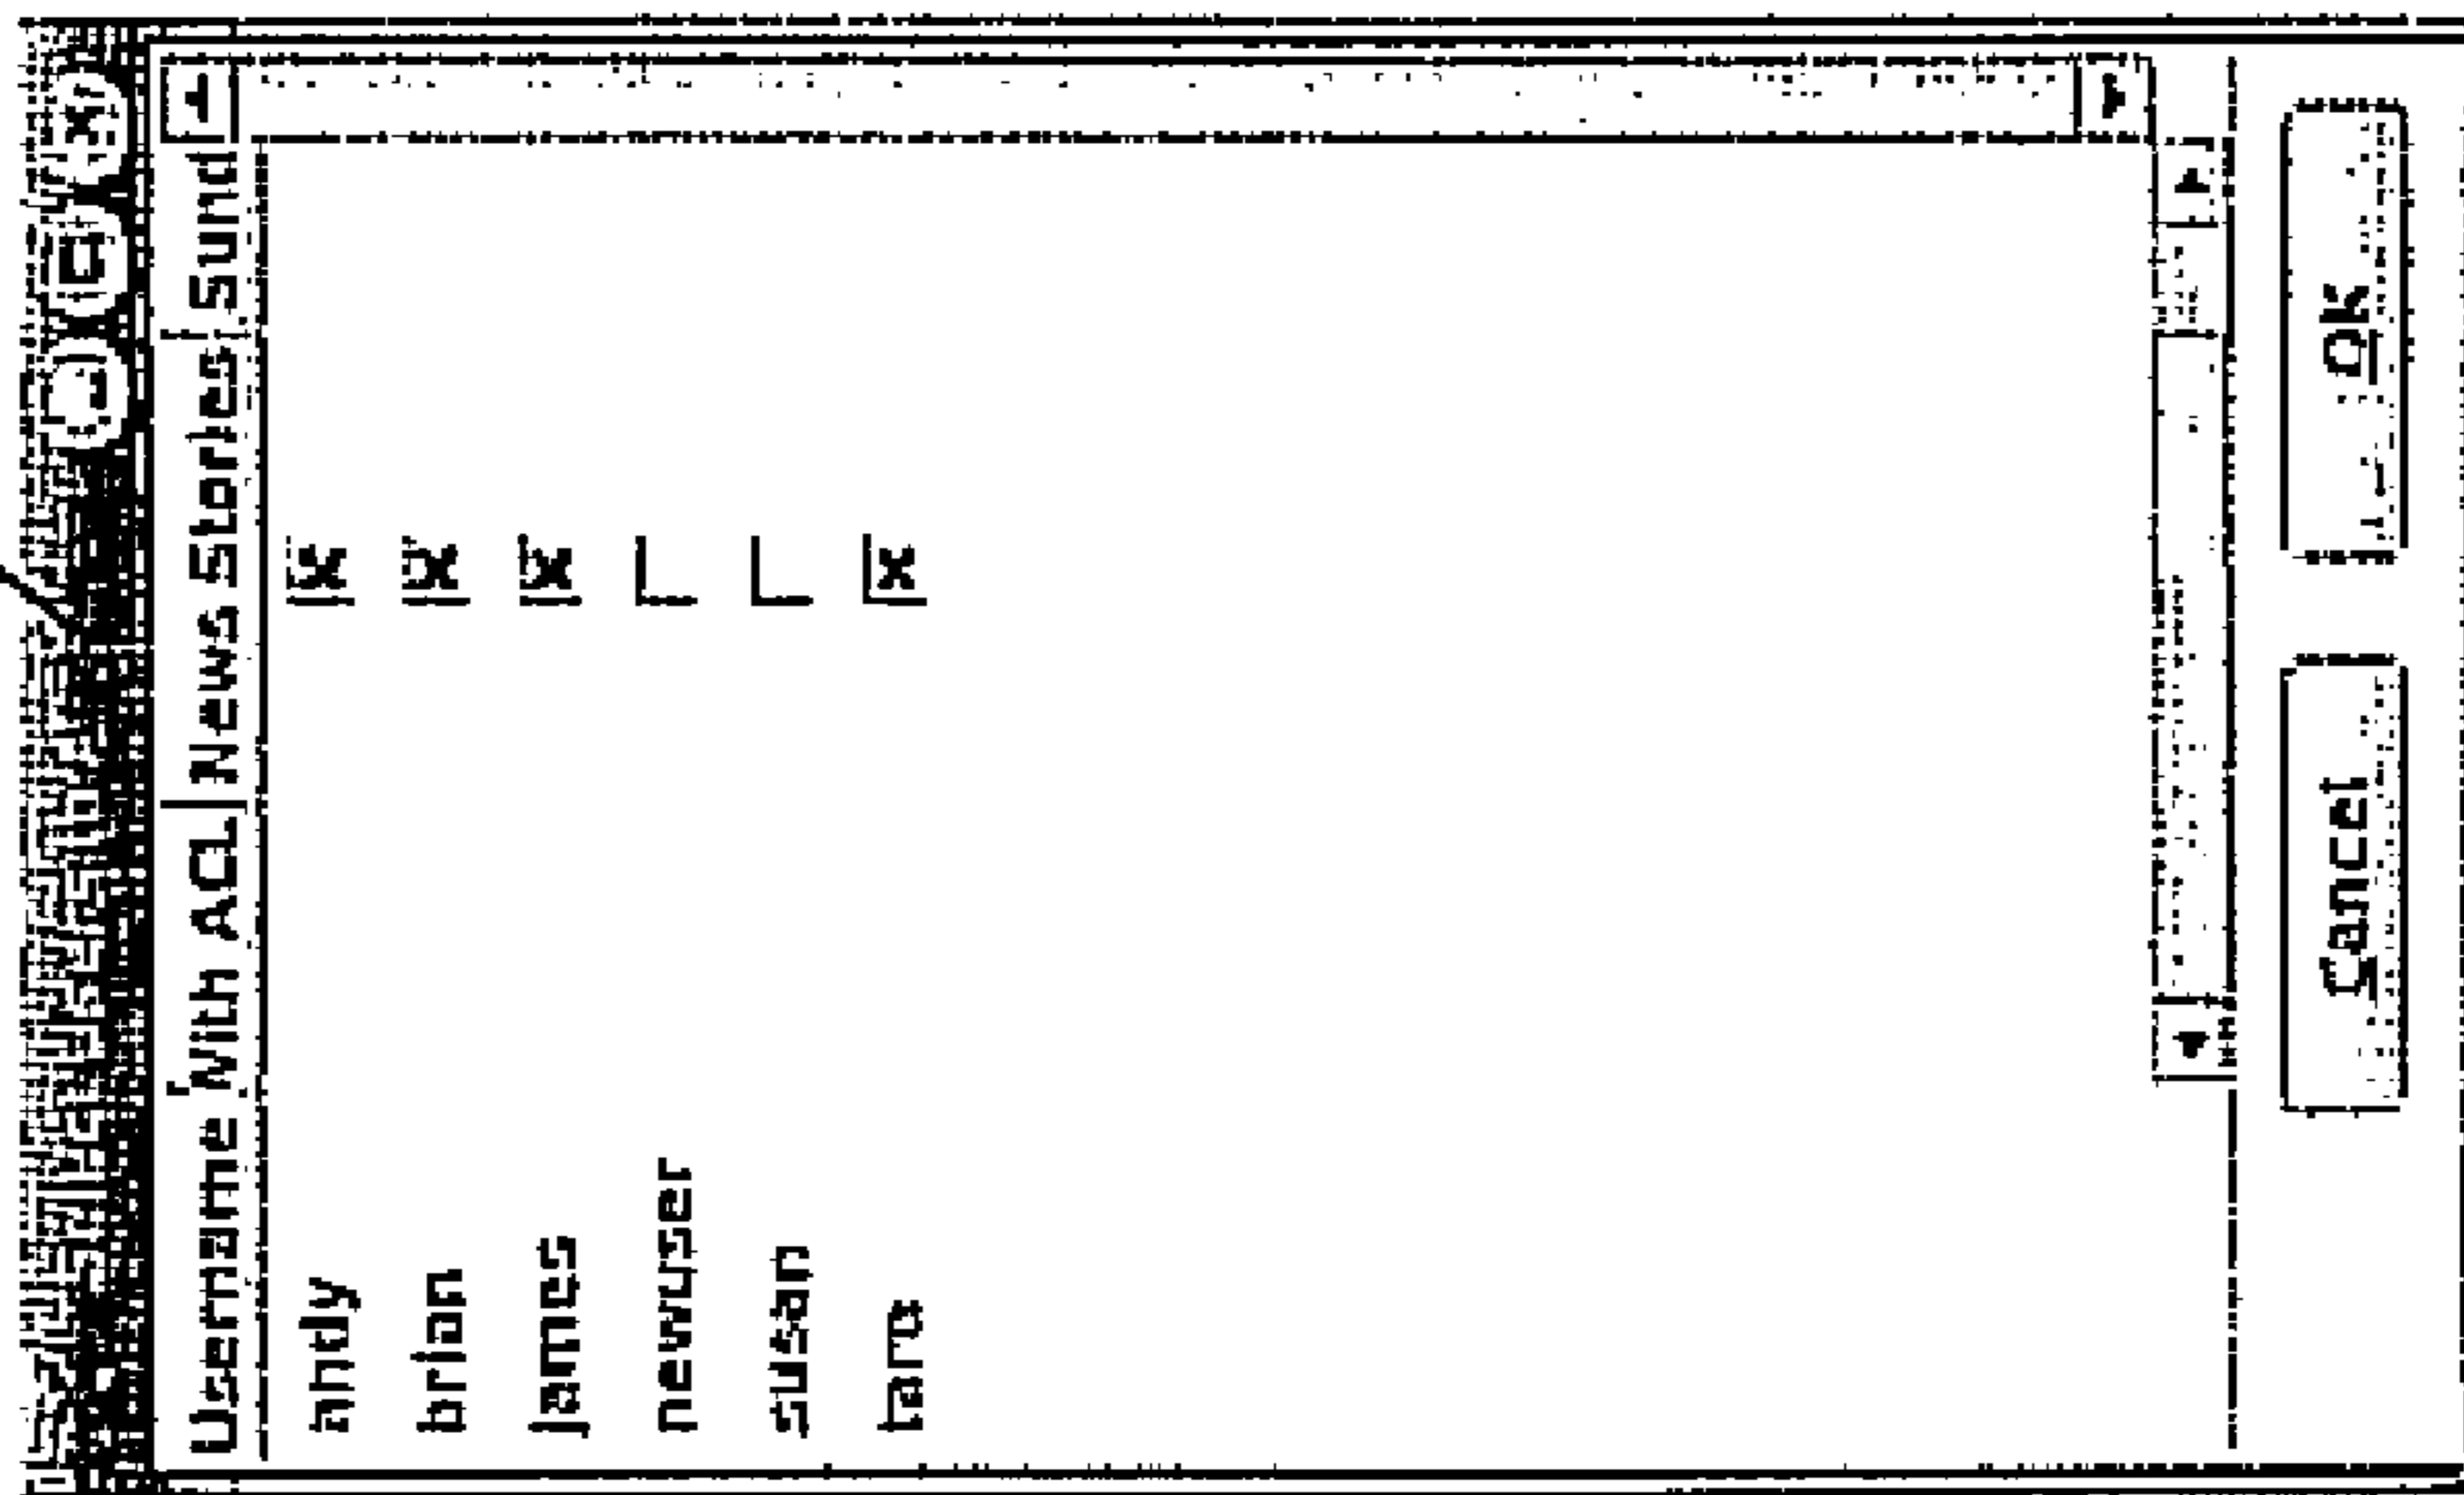 Username With ACL News Stories Sund
andy
brian
james
newuser
susan
tara
Cancel Ok